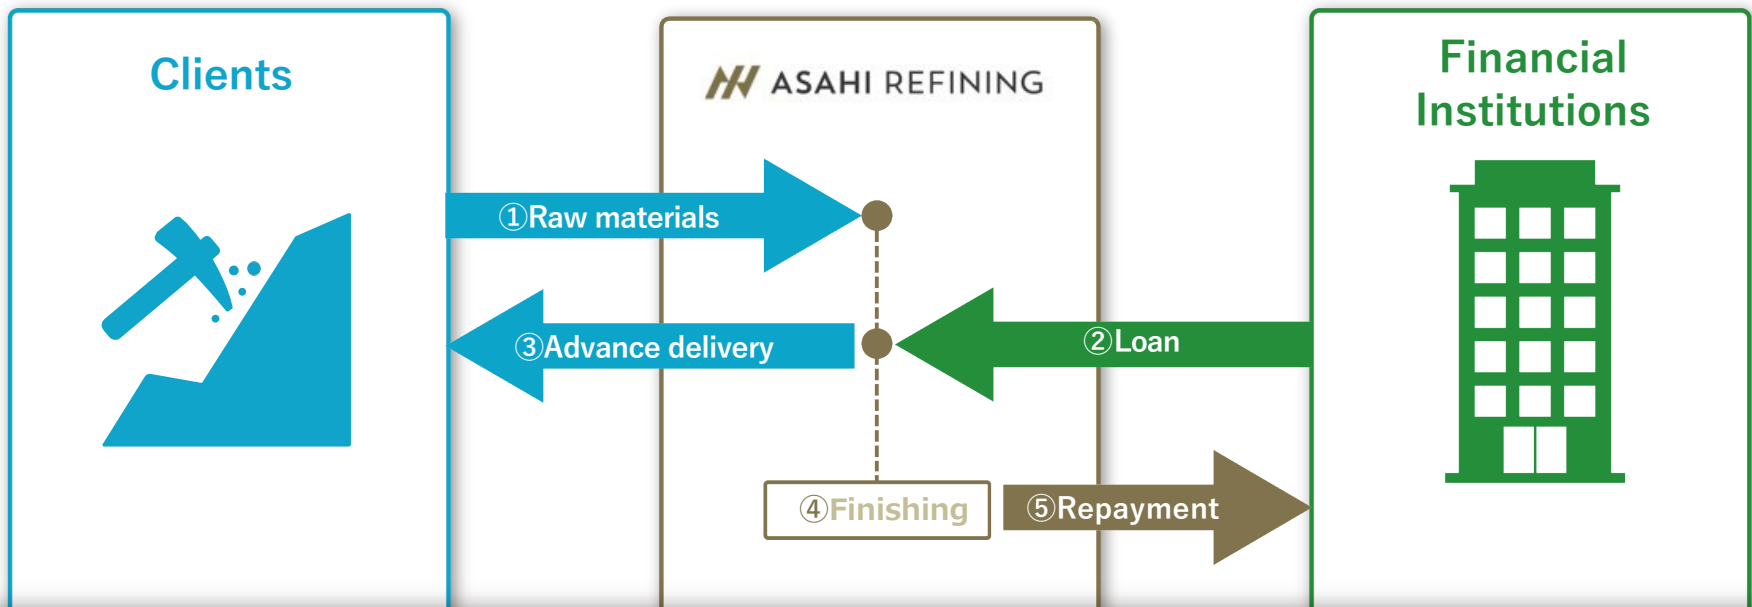 Clients
ASAHI REFINING
Financial
Institutions
①Raw materials
③Advance delivery
②Loan
④Finishing
⑤Repayment